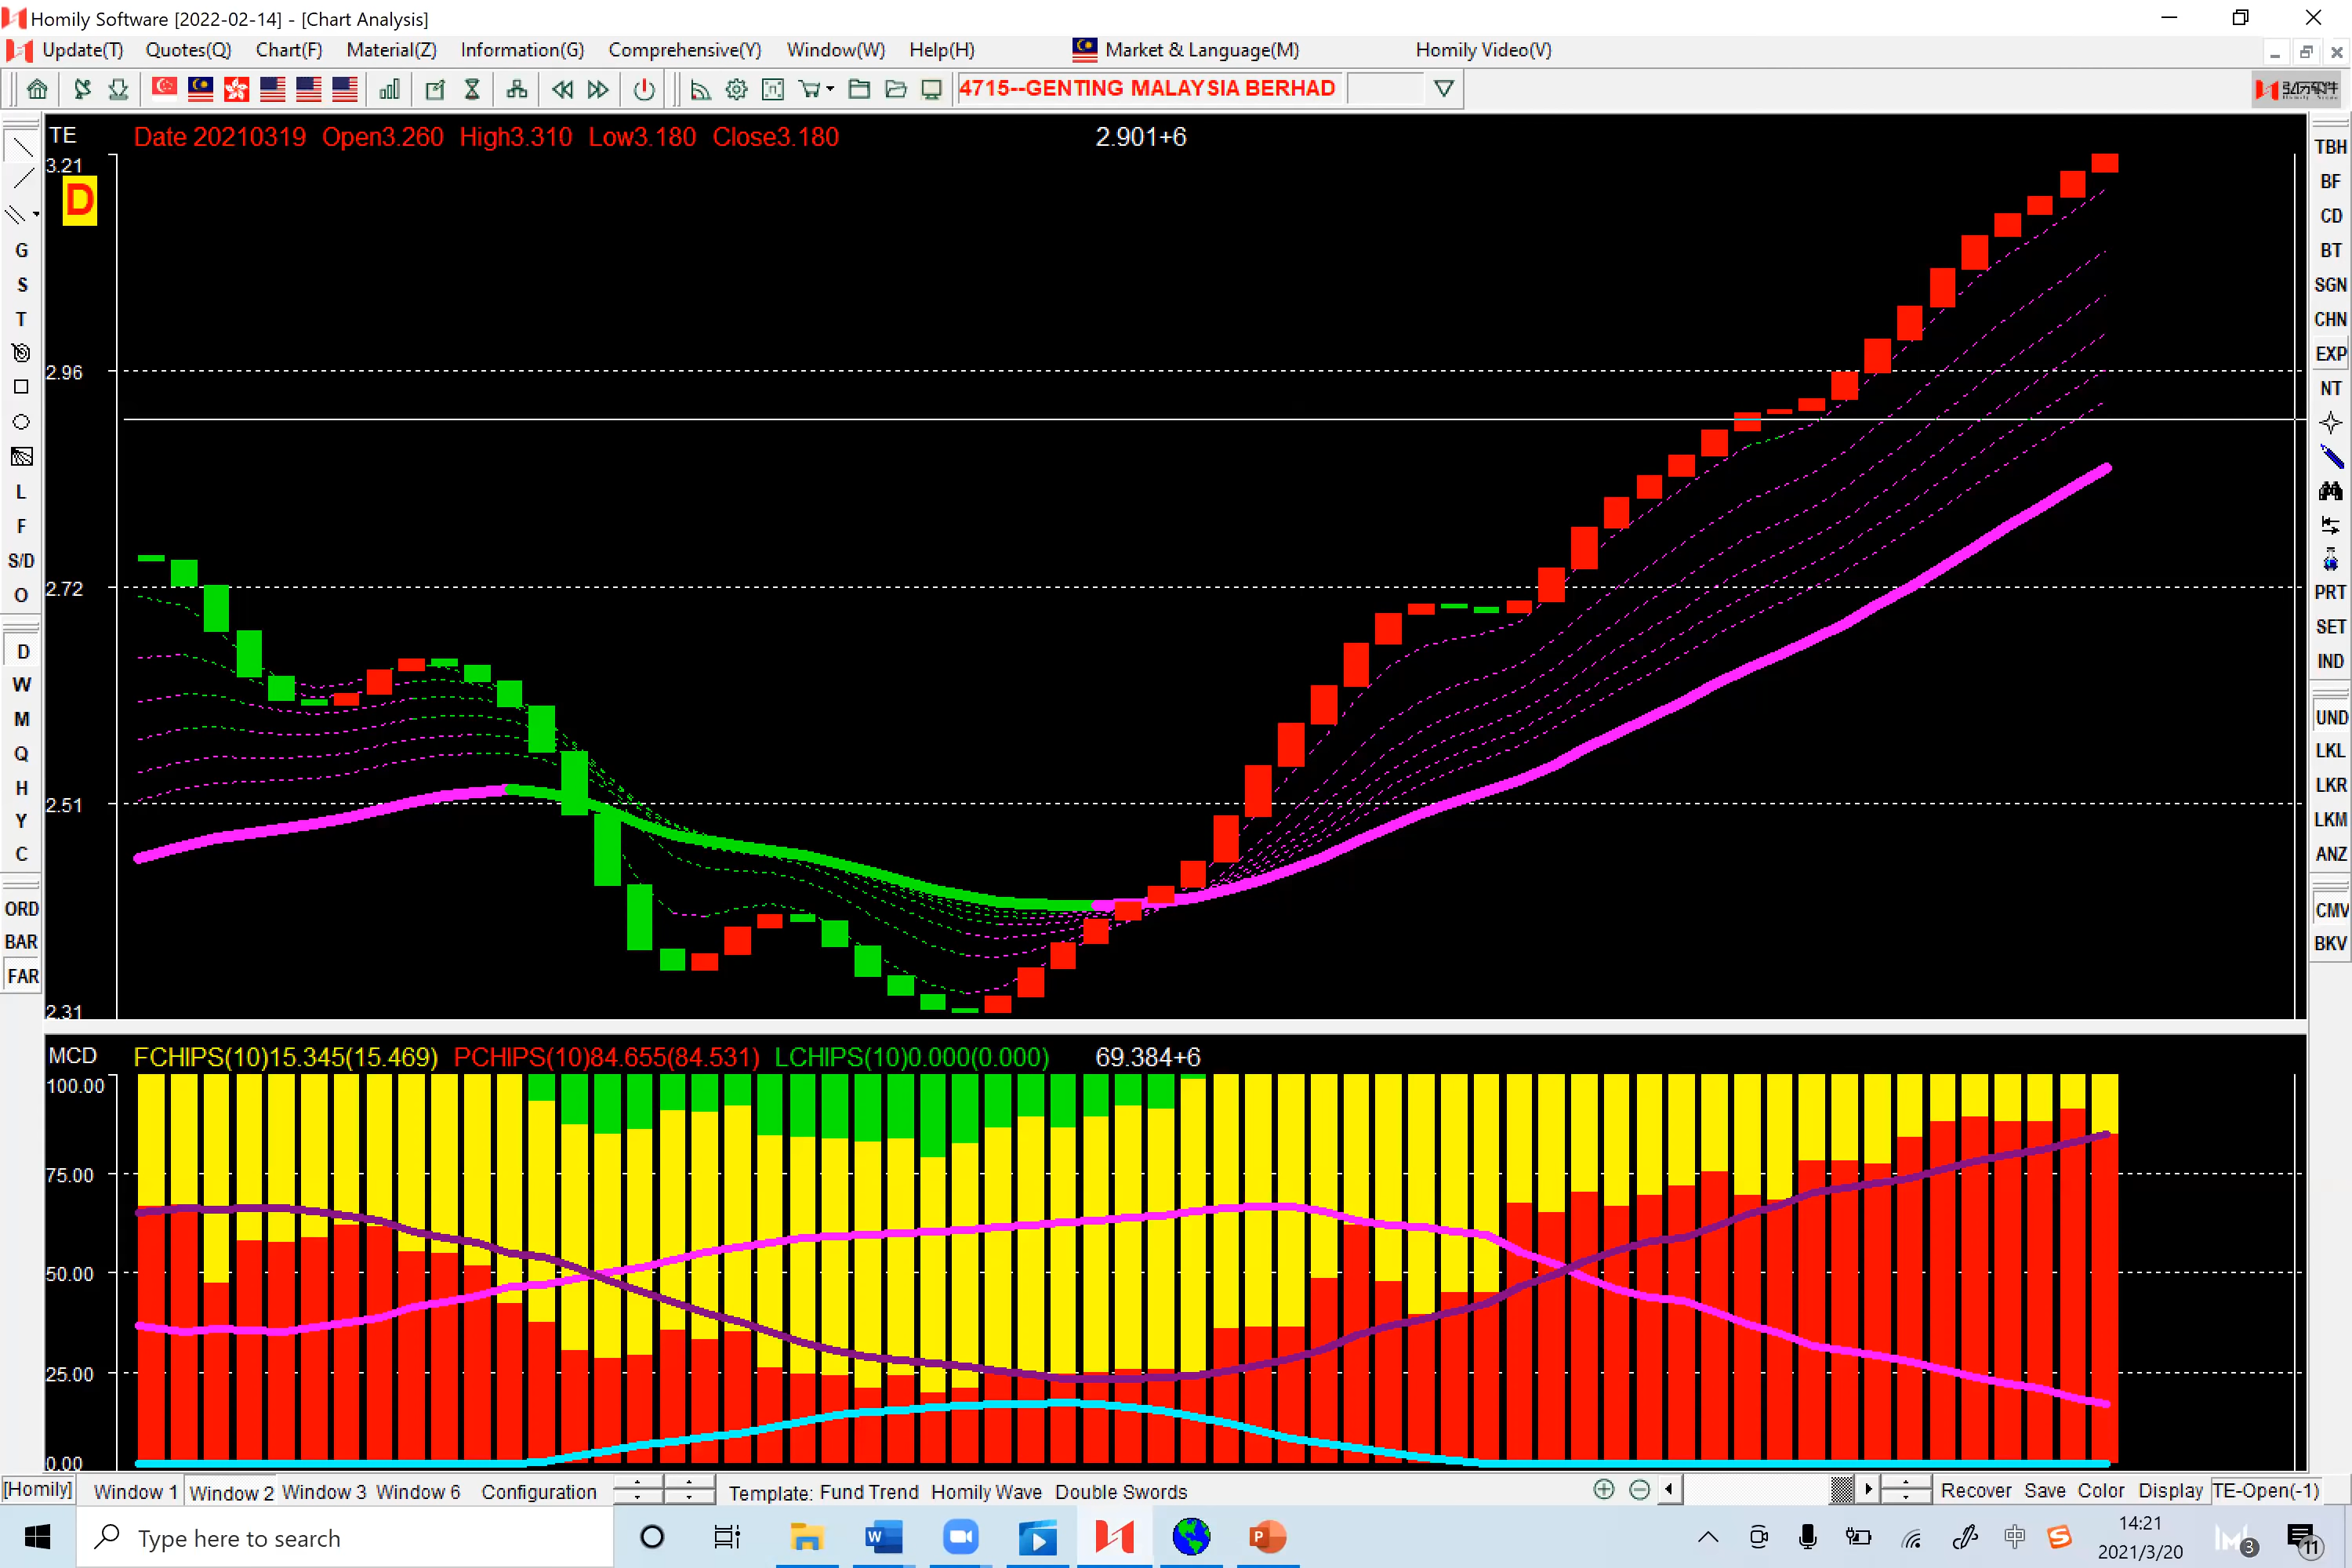 Homily Software [2022-02-14] - [Chart Analysis]
Update(T) Quotes(Q) Chart(F) Material(Z) Information(G) Comprehensive(Y) Window(W) Help(H) Market & Language(M) Homily Video(V)
4715--GENTING MALAYSIA BERHAD
弘历软件
TE Date 20210319 Open3.260 High3.310 Low3.180 Close3.180 2.901+6
3.21
D
2.96
2.72
2.51
2.31
G
S
T
L
F
S/D
O
D
W
M
Q
H
Y
C
ORD
BAR
FAR
TBH
BF
CD
BT
SGN
CHN
EXP
NT
PRT
SET
IND
UND
LKL
LKR
LKM
ANZ
CMV
BKV
MCD FCHIPS(10)15.345(15.469) PCHIPS(10)84.655(84.531) LCHIPS(10)0.000(0.000) 69.384+6
100.00
75.00
50.00
25.00
0.00
[Homily] Window 1 Window 2 Window 3 Window 6 Configuration Template: Fund Trend Homily Wave Double Swords Recover Save Color Display TE-Open(-1)
Type here to search
W
P
中
S
14:21
2021/3/20
3
11